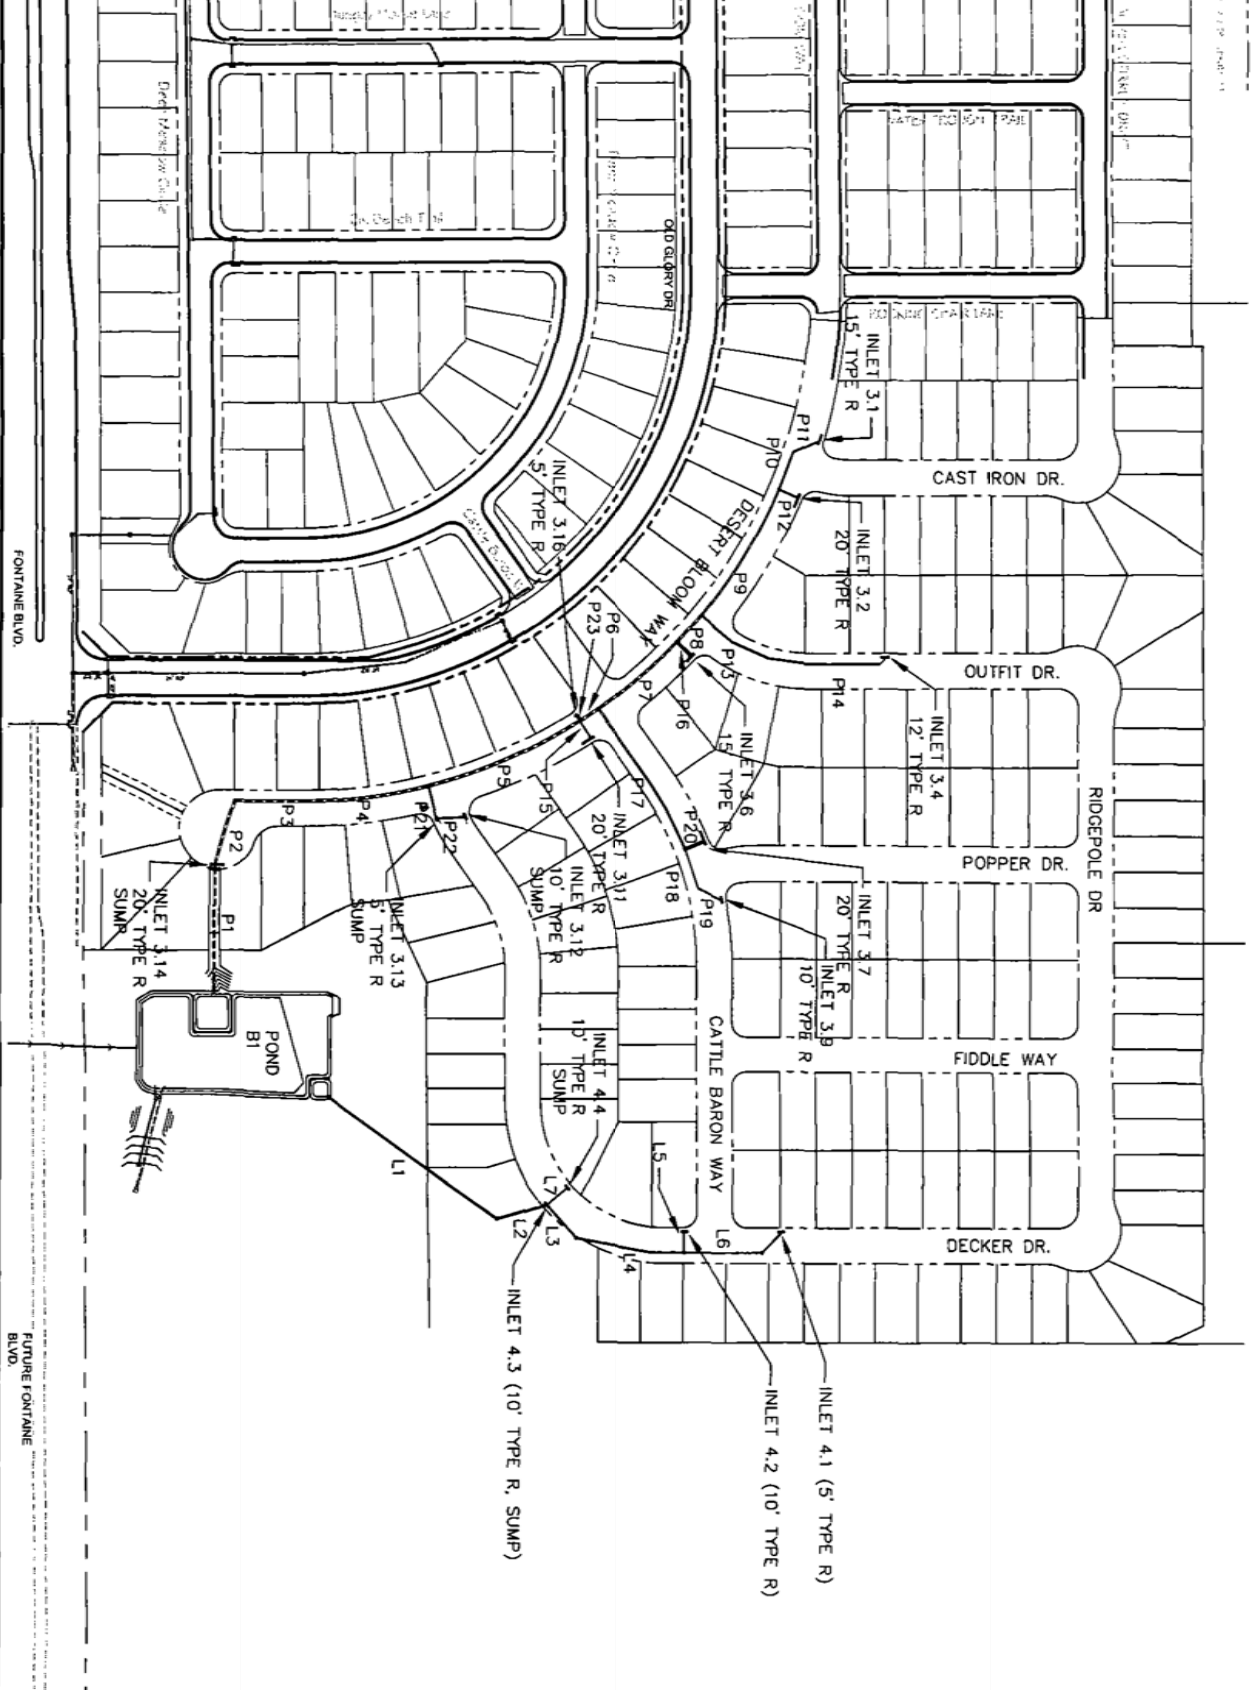 OLD GLORY DR
INLET 3.1
15' TYPE R
P11
P10
CAST IRON DR.
INLET 3.16
5' TYPE R
P12
INLET 3.2
20' TYPE R
DESERT BLOOM WAY
P9
FONTAINE BLVD.
P6
P23
P8
P13
OUTFIT DR.
P14
P7
P16
INLET 3.4
12' TYPE R
INLET 3.6
15' TYPE R
P5
P15
P17
RIDGEPOLE DR
P3
P4
P21
P22
P2
P20
INLET 3.11
20' TYPE R
POPPER DR.
INLET 3.12
10' TYPE R
SUMP
P18
P19
INLET 3.7
20' TYPE R
INLET 3.14
20' TYPE R
SUMP
P1
INLET 3.13
5' TYPE R
SUMP
INLET 3.9
10' TYPE R
POND
B1
INLET 4.4
10' TYPE R
SUMP
CATTLE BARON WAY
FIDDLE WAY
L1
L5
L7
L2
L3
L6
L4
DECKER DR.
INLET 4.3 (10' TYPE R, SUMP)
INLET 4.2 (10' TYPE R)
INLET 4.1 (5' TYPE R)
FUTURE FONTAINE
BLVD.